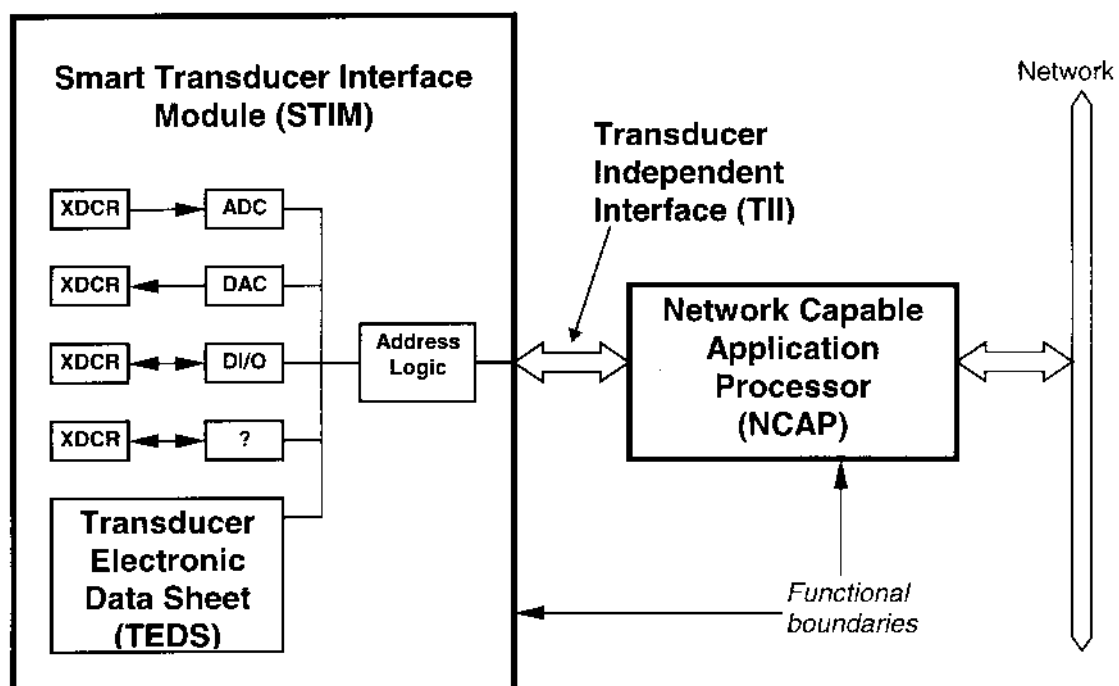 Smart Transducer Interface
Module (STIM)
XDCR
ADC
XDCR
DAC
XDCR
DI/O
XDCR
?
Address
Logic
Transducer
Electronic
Data Sheet
(TEDS)
Transducer
Independent
Interface (TII)
Network Capable
Application
Processor
(NCAP)
Functional
boundaries
Network